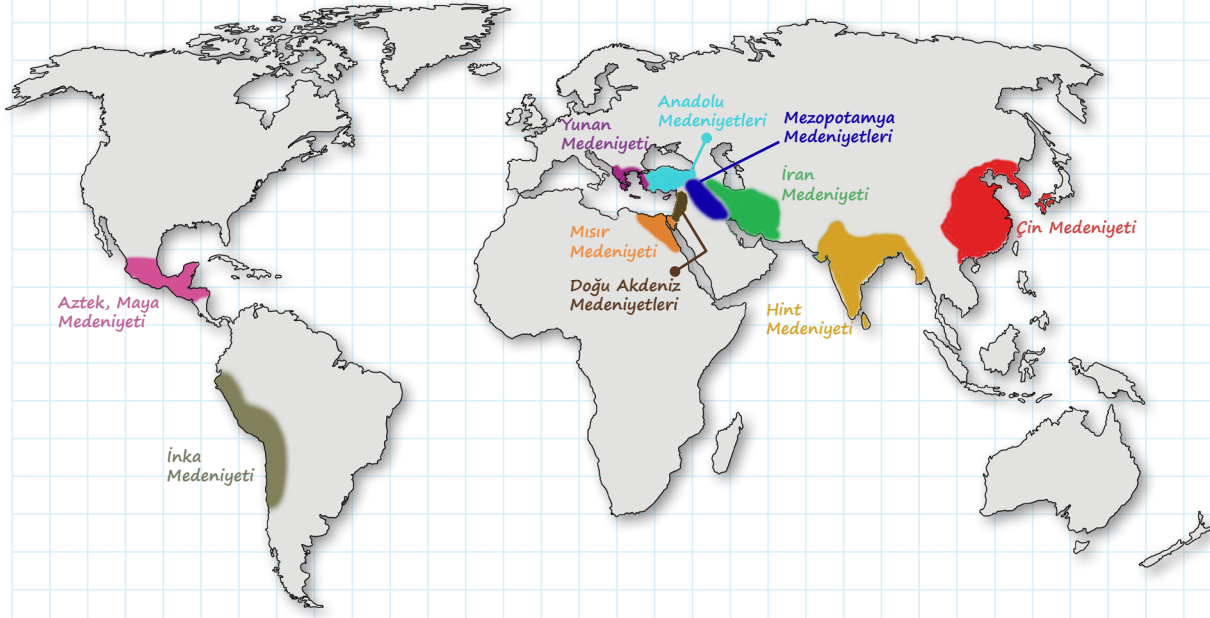 Anadolu
Medeniyetleri
Mezopotamya
Medeniyetleri
Yunan
Medeniyeti
İran
Medeniyeti
Mısır
Medeniyeti
Çin Medeniyeti
Doğu Akdeniz
Medeniyetleri
Aztek, Maya
Medeniyeti
Hint
Medeniyeti
İnka
Medeniyeti